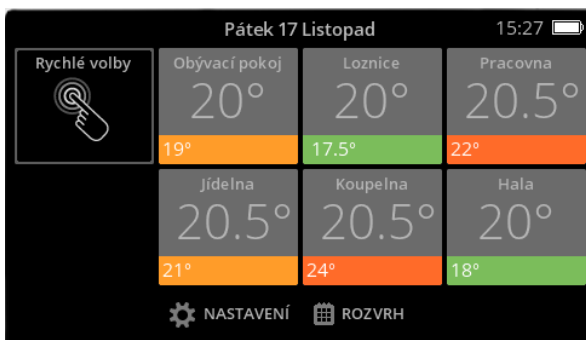 Pátek 17 Listopad 15:27
Rychlé volby
Obývací pokoj
20°
19°
Loznice
20°
17.5°
Pracovna
20.5°
22°
Jídelna
20.5°
21°
Koupelna
20.5°
24°
Hala
20°
18°
NASTAVENÍ ROZVRH